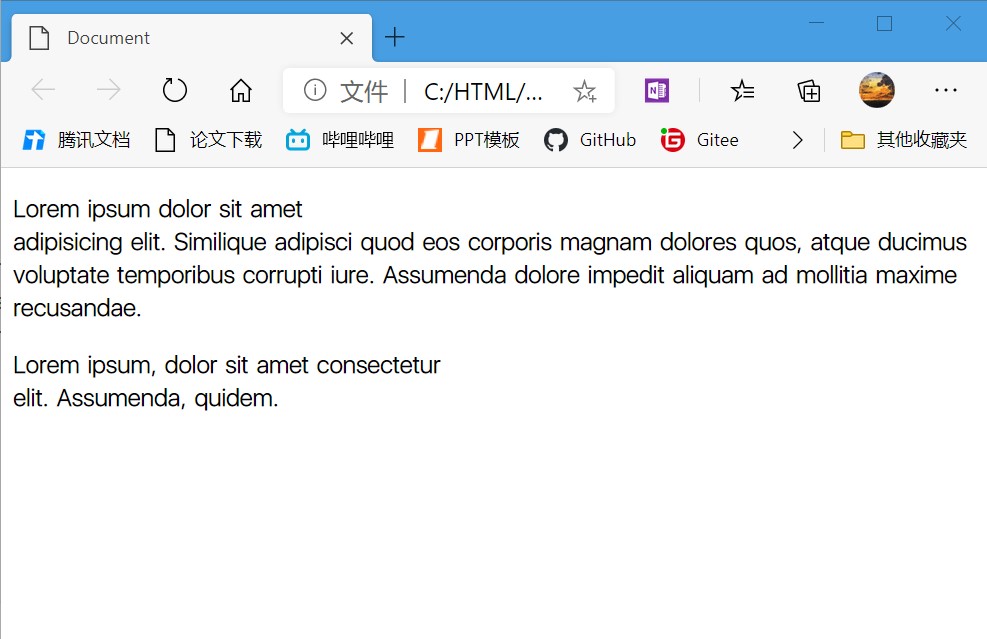 Document
文件 | C:/HTML/...
腾讯文档 论文下载 哔哩哔哩 PPT模板 GitHub Gitee 其他收藏夹
Lorem ipsum dolor sit amet
adipisicing elit. Similique adipisci quod eos corporis magnam dolores quos, atque ducimus
voluptate temporibus corrupti iure. Assumenda dolore impedit aliquam ad mollitia maxime
recusandae.
Lorem ipsum, dolor sit amet consectetur
elit. Assumenda, quidem.